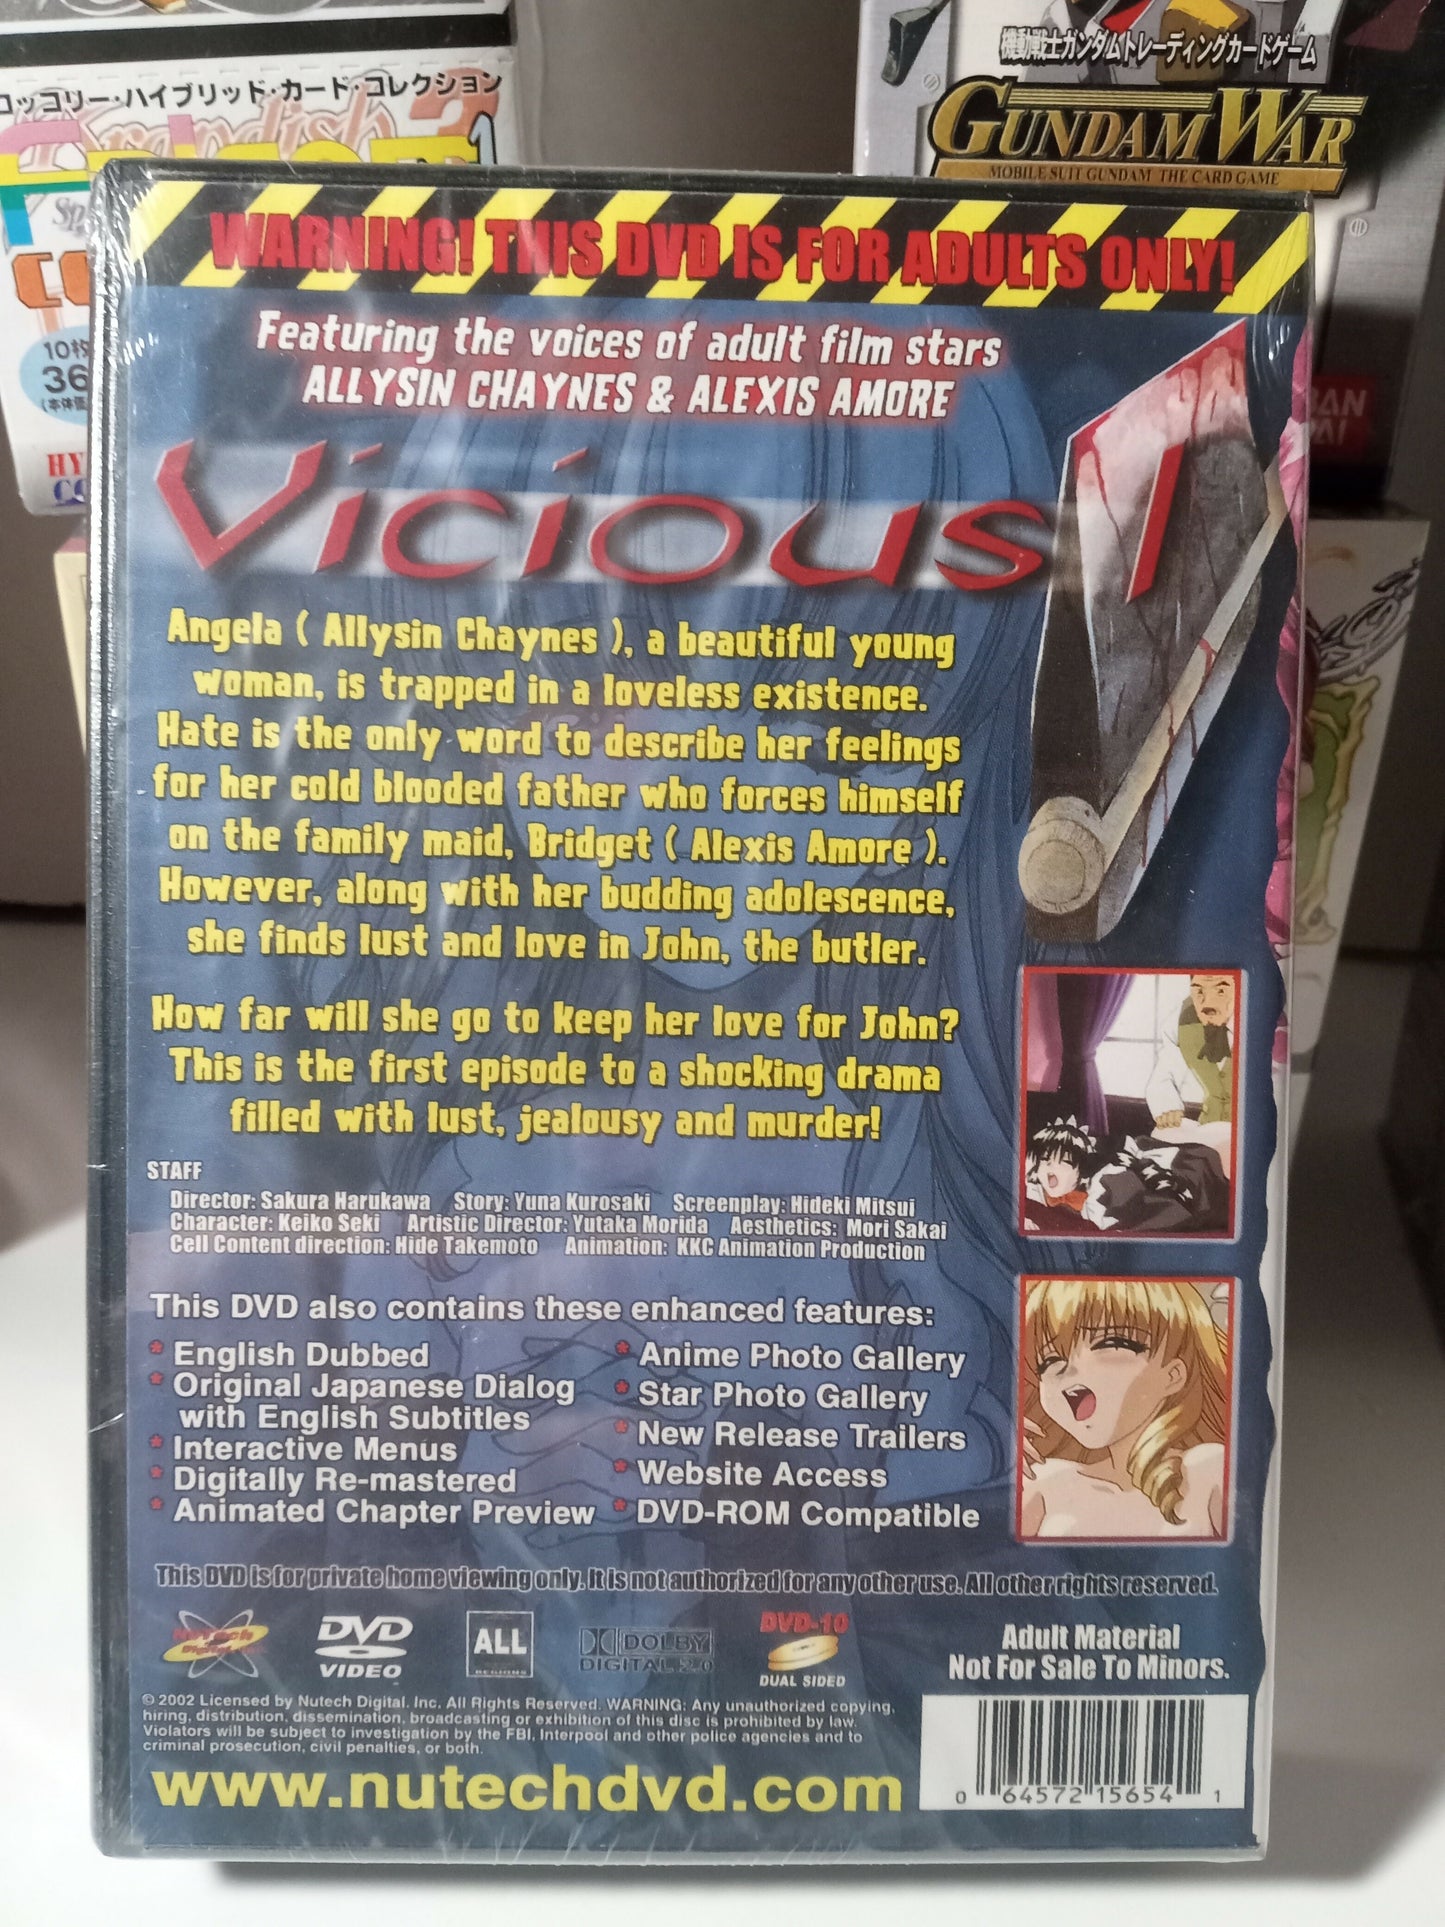 ロッコリー・ハイブリッド・カード・コレクション
10枚
36
HY
CO
機動戦士ガンダムトレーディングカードゲーム
GUNDAM WAR
MOBILE SUIT GUNDAM THE CARD GAME
WARNING! THIS DVD IS FOR ADULTS ONLY!
Featuring the voices of adult film stars
ALLYSIN CHAYNES & ALEXIS AMORE
Vicious 1
Angela ( Allysin Chaynes ), a beautiful young
woman, is trapped in a loveless existence.
Hate is the only word to describe her feelings
for her cold blooded father who forces himself
on the family maid, Bridget ( Alexis Amore ).
However, along with her budding adolescence,
she finds lust and love in John, the butler.
How far will she go to keep her love for John?
This is the first episode to a shocking drama
filled with lust, jealousy and murder!
STAFF
Director: Sakura Harukawa Story: Yuna Kurosaki Screenplay: Hideki Mitsui
Character: Keiko Seki Artistic Director: Yutaka Morida Aesthetics: Mori Sakai
Cell Content direction: Hide Takemoto Animation: KKC Animation Production
This DVD also contains these enhanced features:
* English Dubbed
* Original Japanese Dialog
with English Subtitles
* Interactive Menus
* Digitally Re-mastered
* Animated Chapter Preview
* Anime Photo Gallery
* Star Photo Gallery
* New Release Trailers
* Website Access
* DVD-ROM Compatible
This DVD is for private home viewing only. It is not authorized for any other use. All other rights reserved.
DVD
VIDEO
ALL
REGIONS
DOLBY
DIGITAL 2.0
DVD-10
DUAL SIDED
Adult Material
Not For Sale To Minors.
© 2002 Licensed by Nutech Digital, Inc. All Rights Reserved. WARNING: Any unauthorized copying,
hiring, distribution, dissemination, broadcasting or exhibition of this disc is prohibited by law.
Violators will be subject to investigation by the FBI, Interpool and other police agencies and to
criminal prosecution, civil penalties, or both.
www.nutechdvd.com
0 64572 15654 1